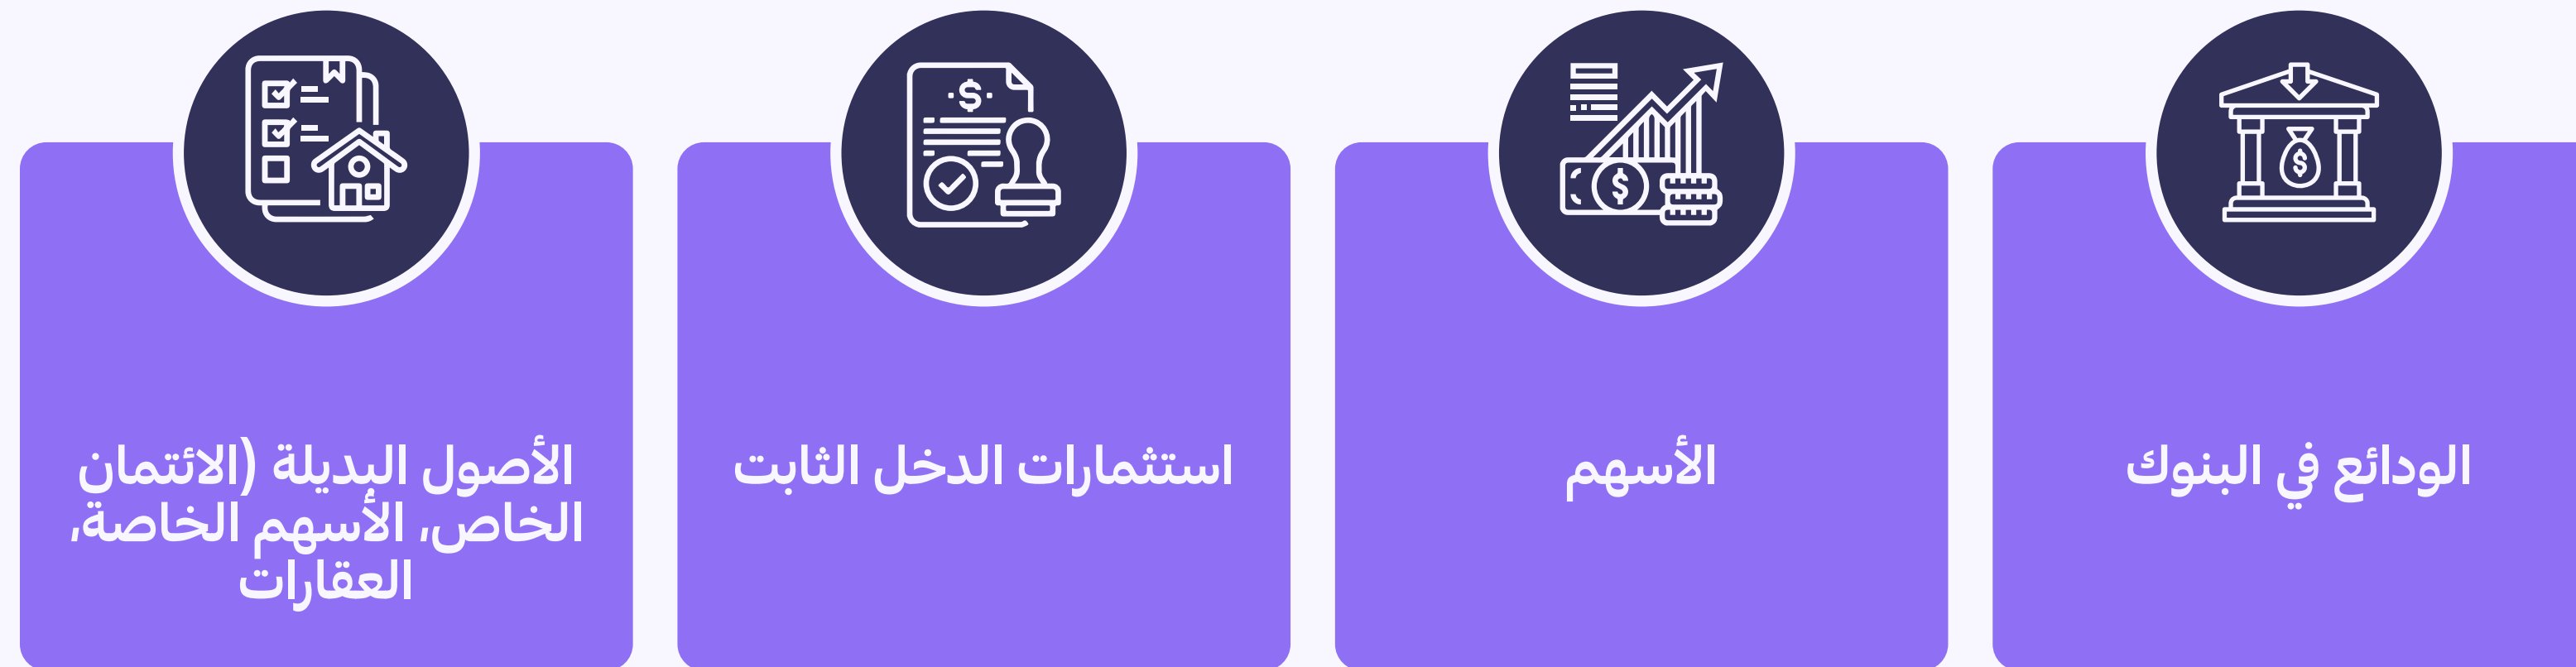 الودائع في البنوك
الأسهم
استثمارات الدخل الثابت
الأصول البديلة (الائتمان
الخاص، الأسهم الخاصة،
العقارات